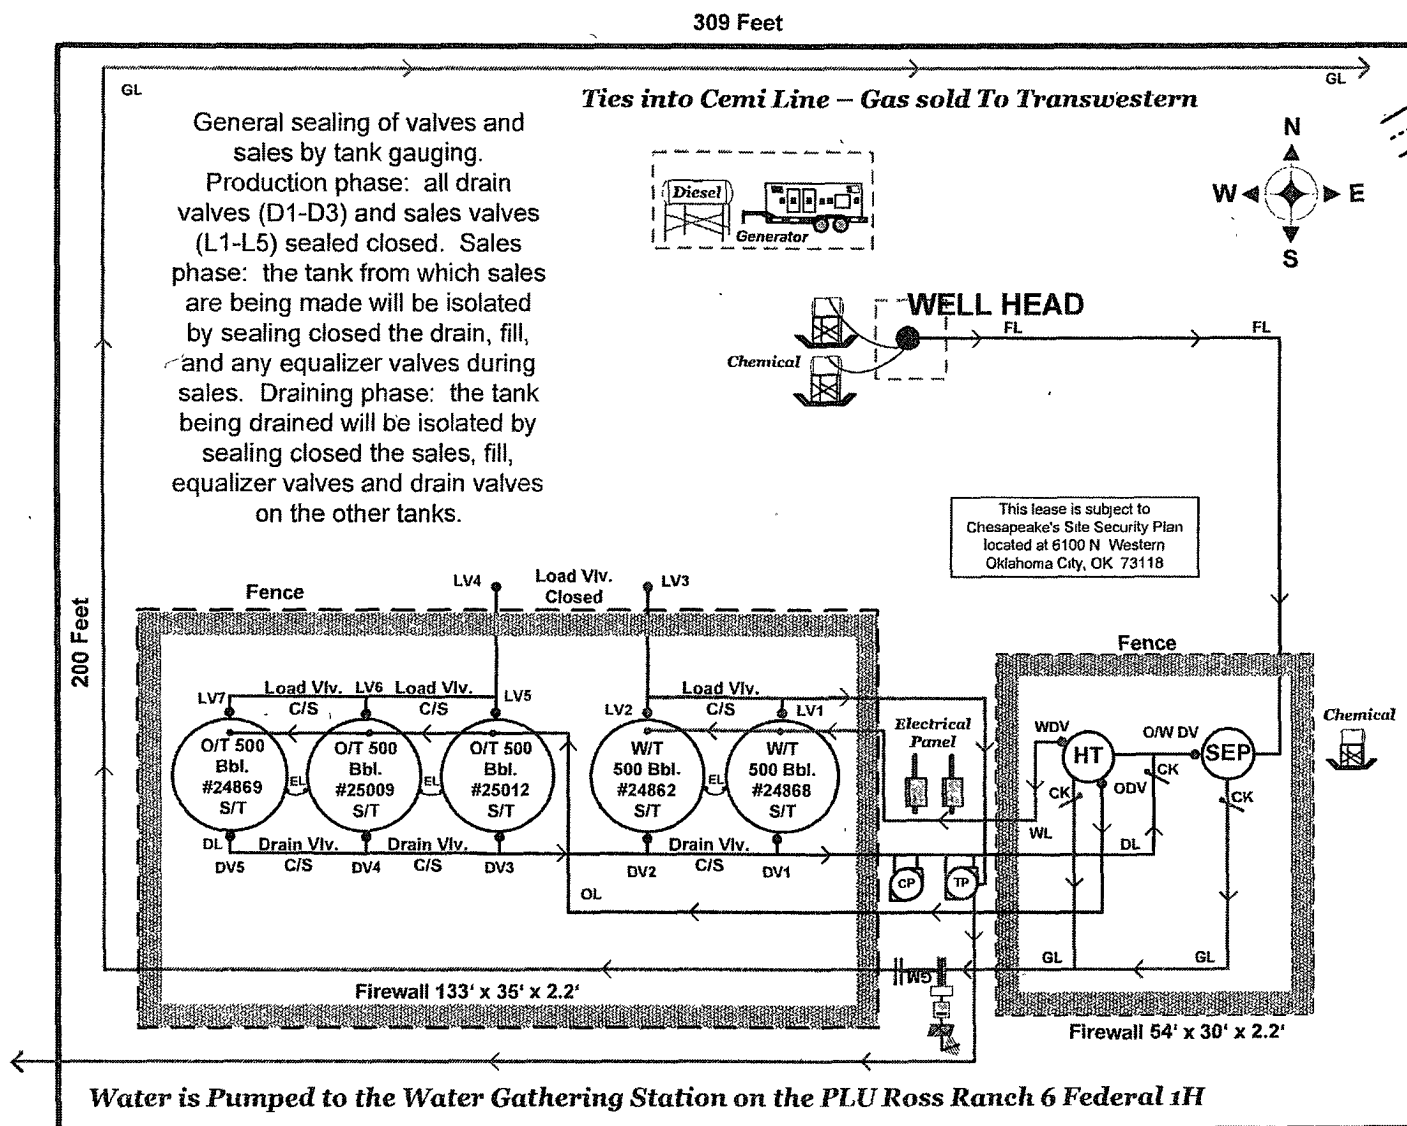 309 Feet
GL
GL
Ties into Cemi Line – Gas sold To Transwestern
General sealing of valves and
sales by tank gauging.
Production phase: all drain
valves (D1-D3) and sales valves
(L1-L5) sealed closed. Sales
phase: the tank from which sales
are being made will be isolated
by sealing closed the drain, fill,
and any equalizer valves during
sales. Draining phase: the tank
being drained will be isolated by
sealing closed the sales, fill,
equalizer valves and drain valves
on the other tanks.
Diesel
Generator
N
W E
S
WELL HEAD
FL
FL
Chemical
This lease is subject to
Chesapeake's Site Security Plan
located at 6100 N Western
Oklahoma City, OK 73118
200 Feet
Fence
LV4
Load Vlv.
Closed
LV3
Fence
LV7
Load Vlv.
C/S
LV6
Load Vlv.
C/S
LV5
LV2
Load Vlv.
C/S
LV1
O/T 500
Bbl.
#24869
S/T
EL
O/T 500
Bbl.
#25009
S/T
EL
O/T 500
Bbl.
#25012
S/T
W/T
500 Bbl.
#24862
S/T
EL
W/T
500 Bbl.
#24868
S/T
Electrical
Panel
WDV
HT
O/W DV
SEP
Chemical
CK
ODV
CK
CK
WL
DL
DL
DV5
Drain Vlv.
C/S
DV4
Drain Vlv.
C/S
DV3
DV2
Drain Vlv.
C/S
DV1
CP
TP
OL
GL
GL
GM
Firewall 133' x 35' x 2.2'
Firewall 54' x 30' x 2.2'
Water is Pumped to the Water Gathering Station on the PLU Ross Ranch 6 Federal 1H